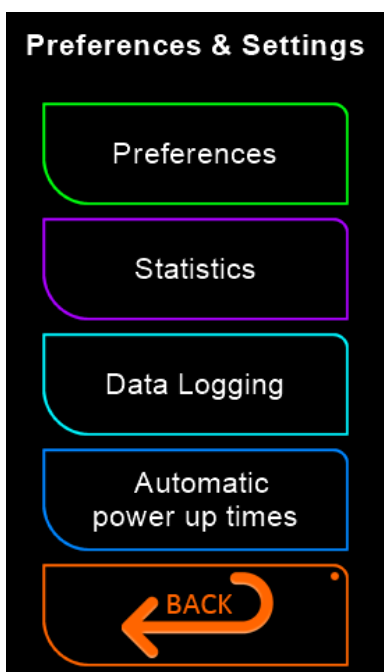 Preferences & Settings
Preferences
Statistics
Data Logging
Automatic
power up times
BACK